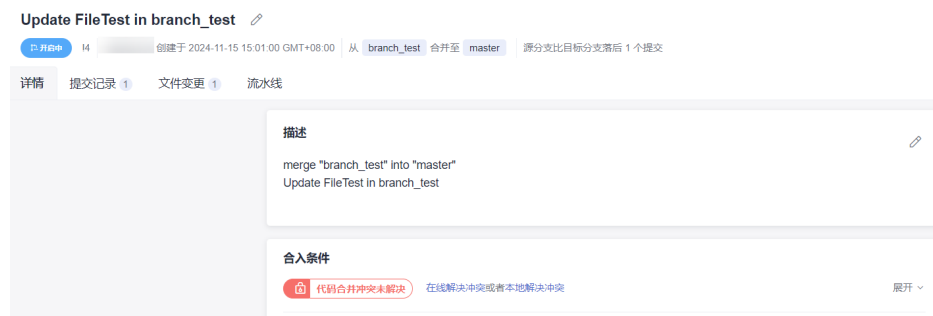 Update FileTest in branch_test
开启中 !4 创建于 2024-11-15 15:01:00 GMT+08:00 从 branch_test 合并至 master 源分支比目标分支落后 1 个提交
详情 提交记录 1 文件变更 1 流水线
描述
merge "branch_test" into "master"
Update FileTest in branch_test
合入条件
代码合并冲突未解决 在线解决冲突或者本地解决冲突 展开